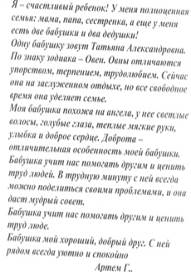 Я – счастливый ребенок! У меня полноценная
семья: мама, папа, сестренка, а еще у меня
есть две бабушки и два дедушки!
Одну бабушку зовут Татьяна Александровна.
По знаку зодиака – Овен. Овны отличаются
упорством, терпением, трудолюбием. Сейчас
она на заслуженном отдыхе, но все свободное
время она уделяет семье.
Моя бабушка похожа на ангела, у нее светлые
волосы, голубые глаза, теплые мягкие руки,
улыбка и доброе сердце. Доброта –
отличительная особенность моей бабушки.
Бабушка учит нас помогать другим и ценить
труд людей. В трудную минуту с ней всегда
можно поделиться своими проблемами, и она
даст мудрый совет.
Бабушка учит нас помогать другим и ценить
труд люде.
Бабушка мой хороший, добрый друг. С ней
рядом всегда уютно и спокойно
Артем Г..